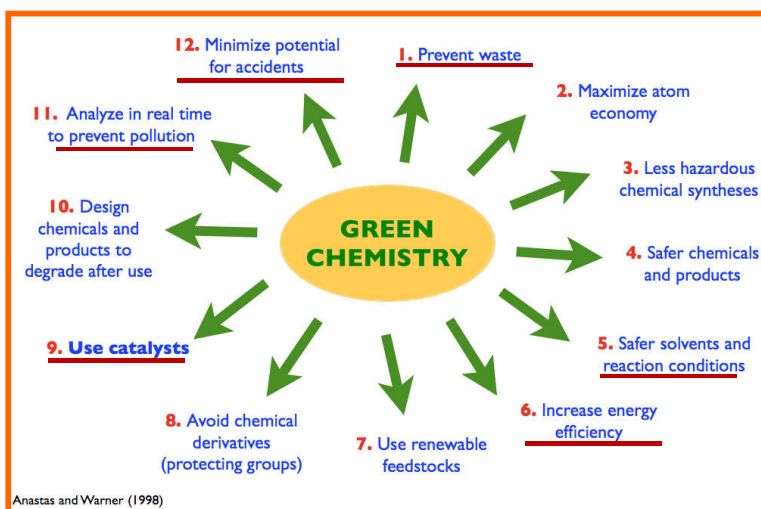 12. Minimize potential
for accidents
1. Prevent waste
2. Maximize atom
economy
11. Analyze in real time
to prevent pollution
3. Less hazardous
chemical syntheses
10. Design
chemicals and
products to
degrade after use
GREEN
CHEMISTRY
4. Safer chemicals
and products
9. Use catalysts
5. Safer solvents and
reaction conditions
8. Avoid chemical
derivatives
(protecting groups)
7. Use renewable
feedstocks
6. Increase energy
efficiency
Anastas and Warner (1998)